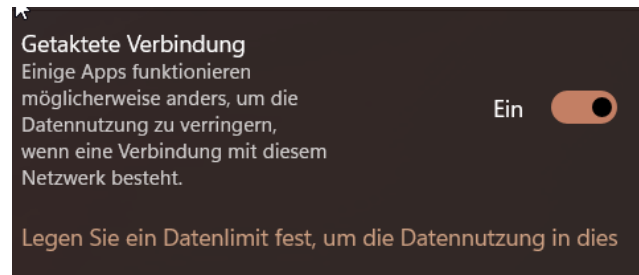 Getaktete Verbindung
Einige Apps funktionieren
möglicherweise anders, um die
Datennutzung zu verringern,
wenn eine Verbindung mit diesem
Netzwerk besteht.
Ein
Legen Sie ein Datenlimit fest, um die Datennutzung in dies